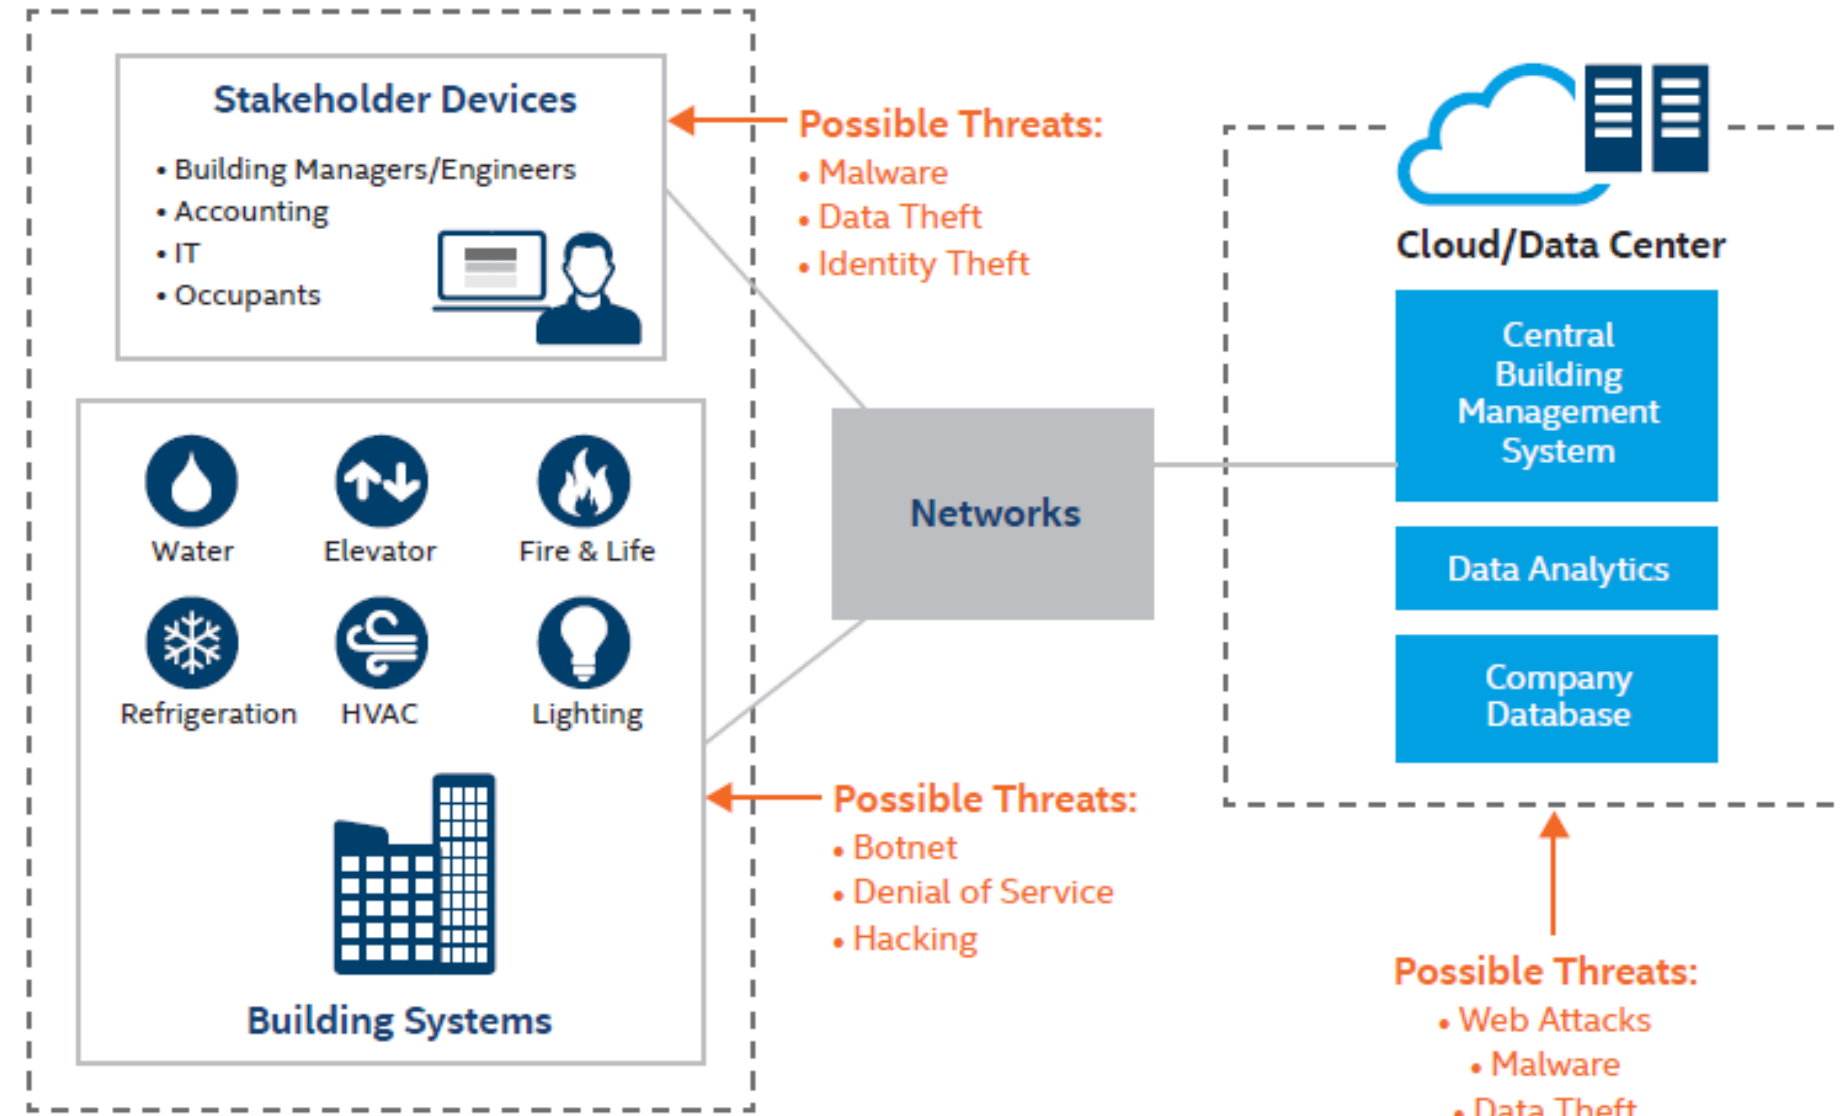 Stakeholder Devices
• Building Managers/Engineers
• Accounting
• IT
• Occupants
Possible Threats:
• Malware
• Data Theft
• Identity Theft
Water
Elevator
Fire & Life
Refrigeration
HVAC
Lighting
Building Systems
Networks
Possible Threats:
• Botnet
• Denial of Service
• Hacking
Cloud/Data Center
Central
Building
Management
System
Data Analytics
Company
Database
Possible Threats:
• Web Attacks
• Malware
• Data Theft